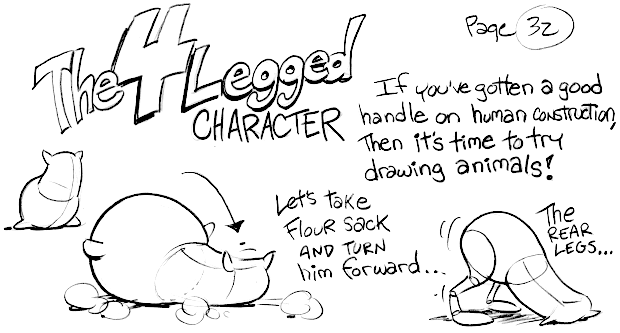 Page 32
The 4 Legged
CHARACTER
If you've gotten a good
handle on human construction,
Then it's time to try
drawing animals!
Let's take
Flour Sack
AND TURN
him forward...
The
REAR
LEGS...